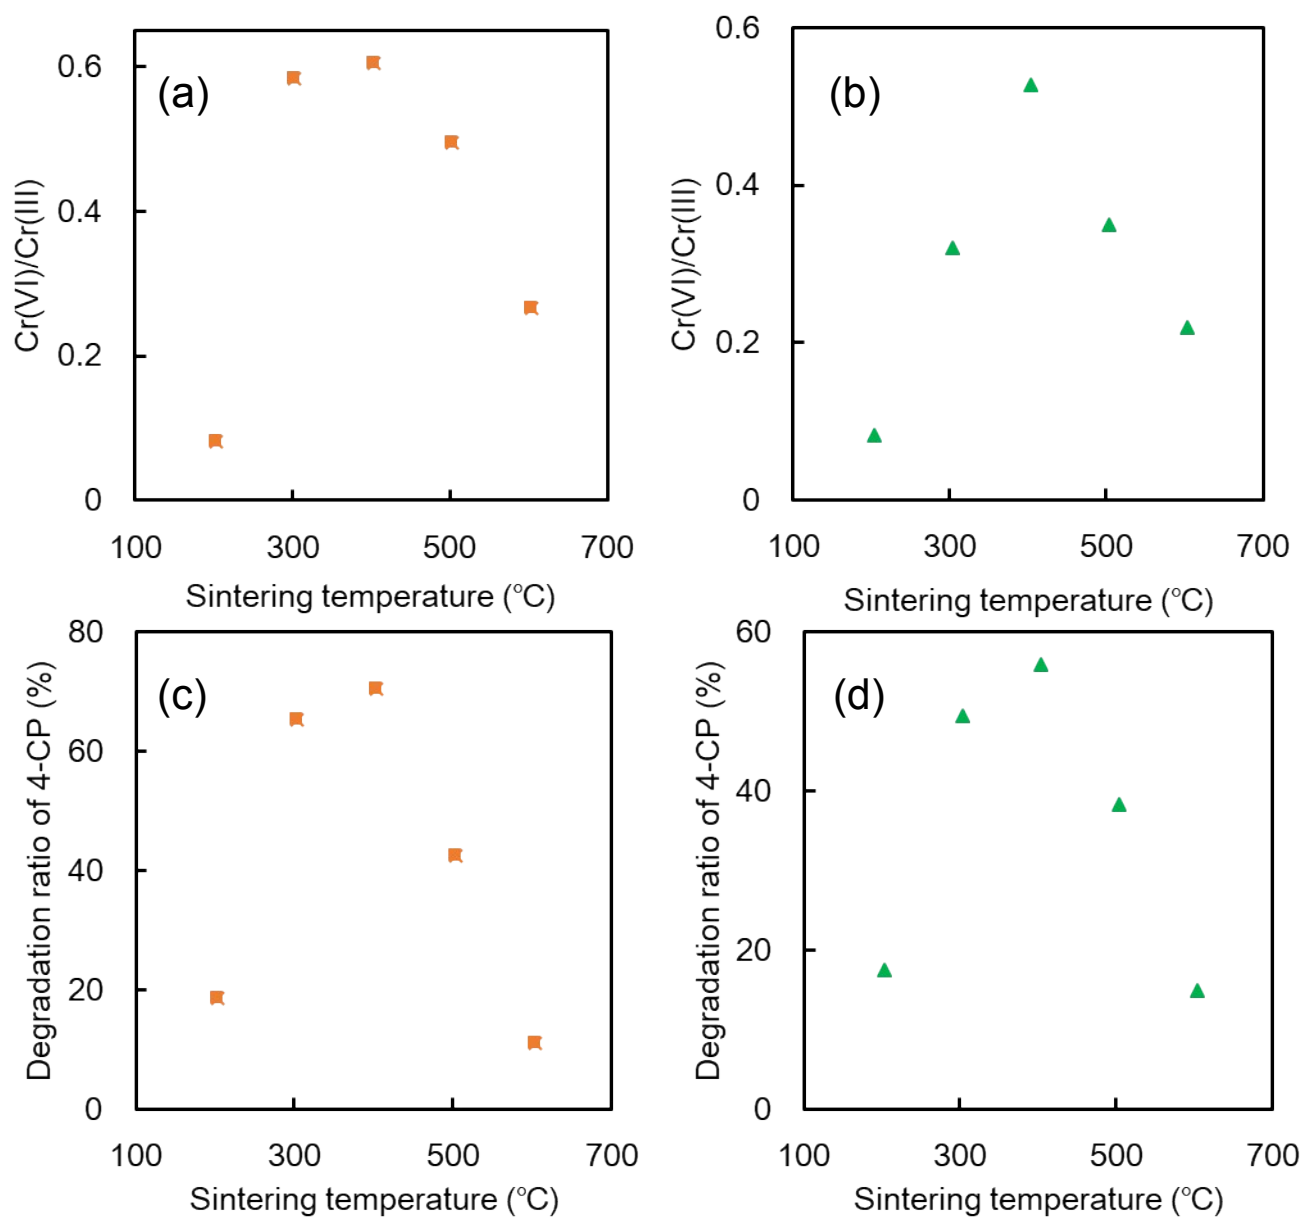 (a)
Cr(VI)/Cr(III)
0.6
0.4
0.2
0
100 300 500 700
Sintering temperature (°C)
(b)
Cr(VI)/Cr(III)
0.6
0.4
0.2
0
100 300 500 700
Sintering temperature (°C)
(c)
Degradation ratio of 4-CP (%)
80
60
40
20
0
100 300 500 700
Sintering temperature (°C)
(d)
Degradation ratio of 4-CP (%)
60
40
20
0
100 300 500 700
Sintering temperature (°C)